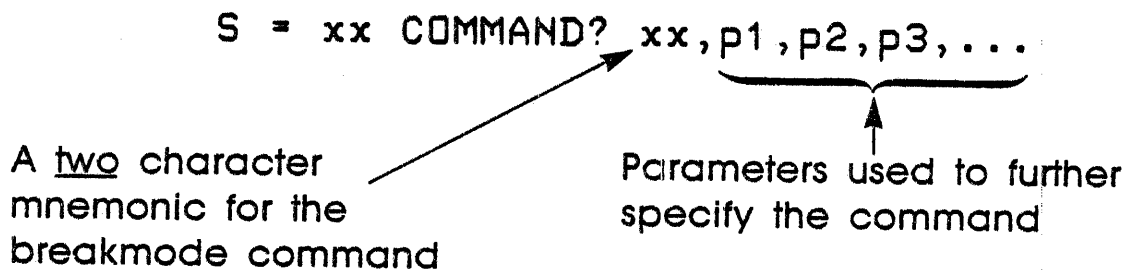 S = xx COMMAND? xx,p1,p2,p3,...
A two character
mnemonic for the
breakmode command
Parameters used to further
specify the command